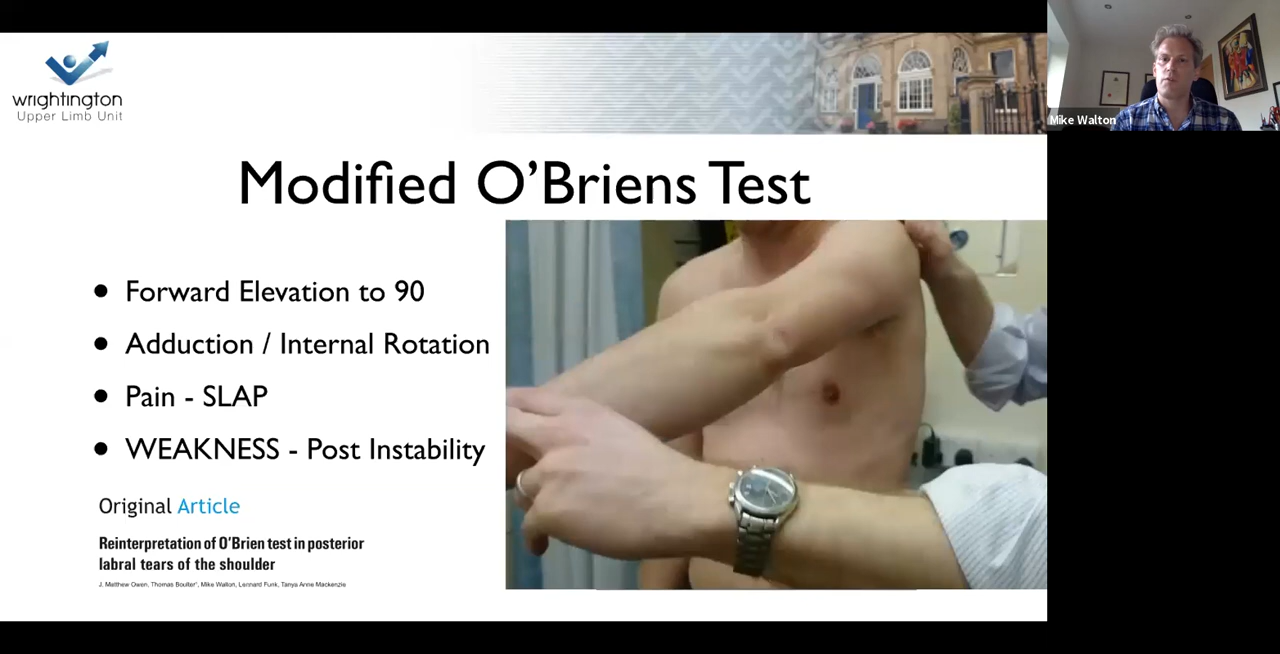 wrightington
Upper Limb Unit
Mike Walton
Modified O’Briens Test
• Forward Elevation to 90
• Adduction / Internal Rotation
• Pain - SLAP
• WEAKNESS - Post Instability
Original Article
Reinterpretation of O'Brien test in posterior
labral tears of the shoulder
J. Matthew Owen, Thomas Boulter¹, Mike Walton, Lennard Funk, Tanya Anne Mackenzie